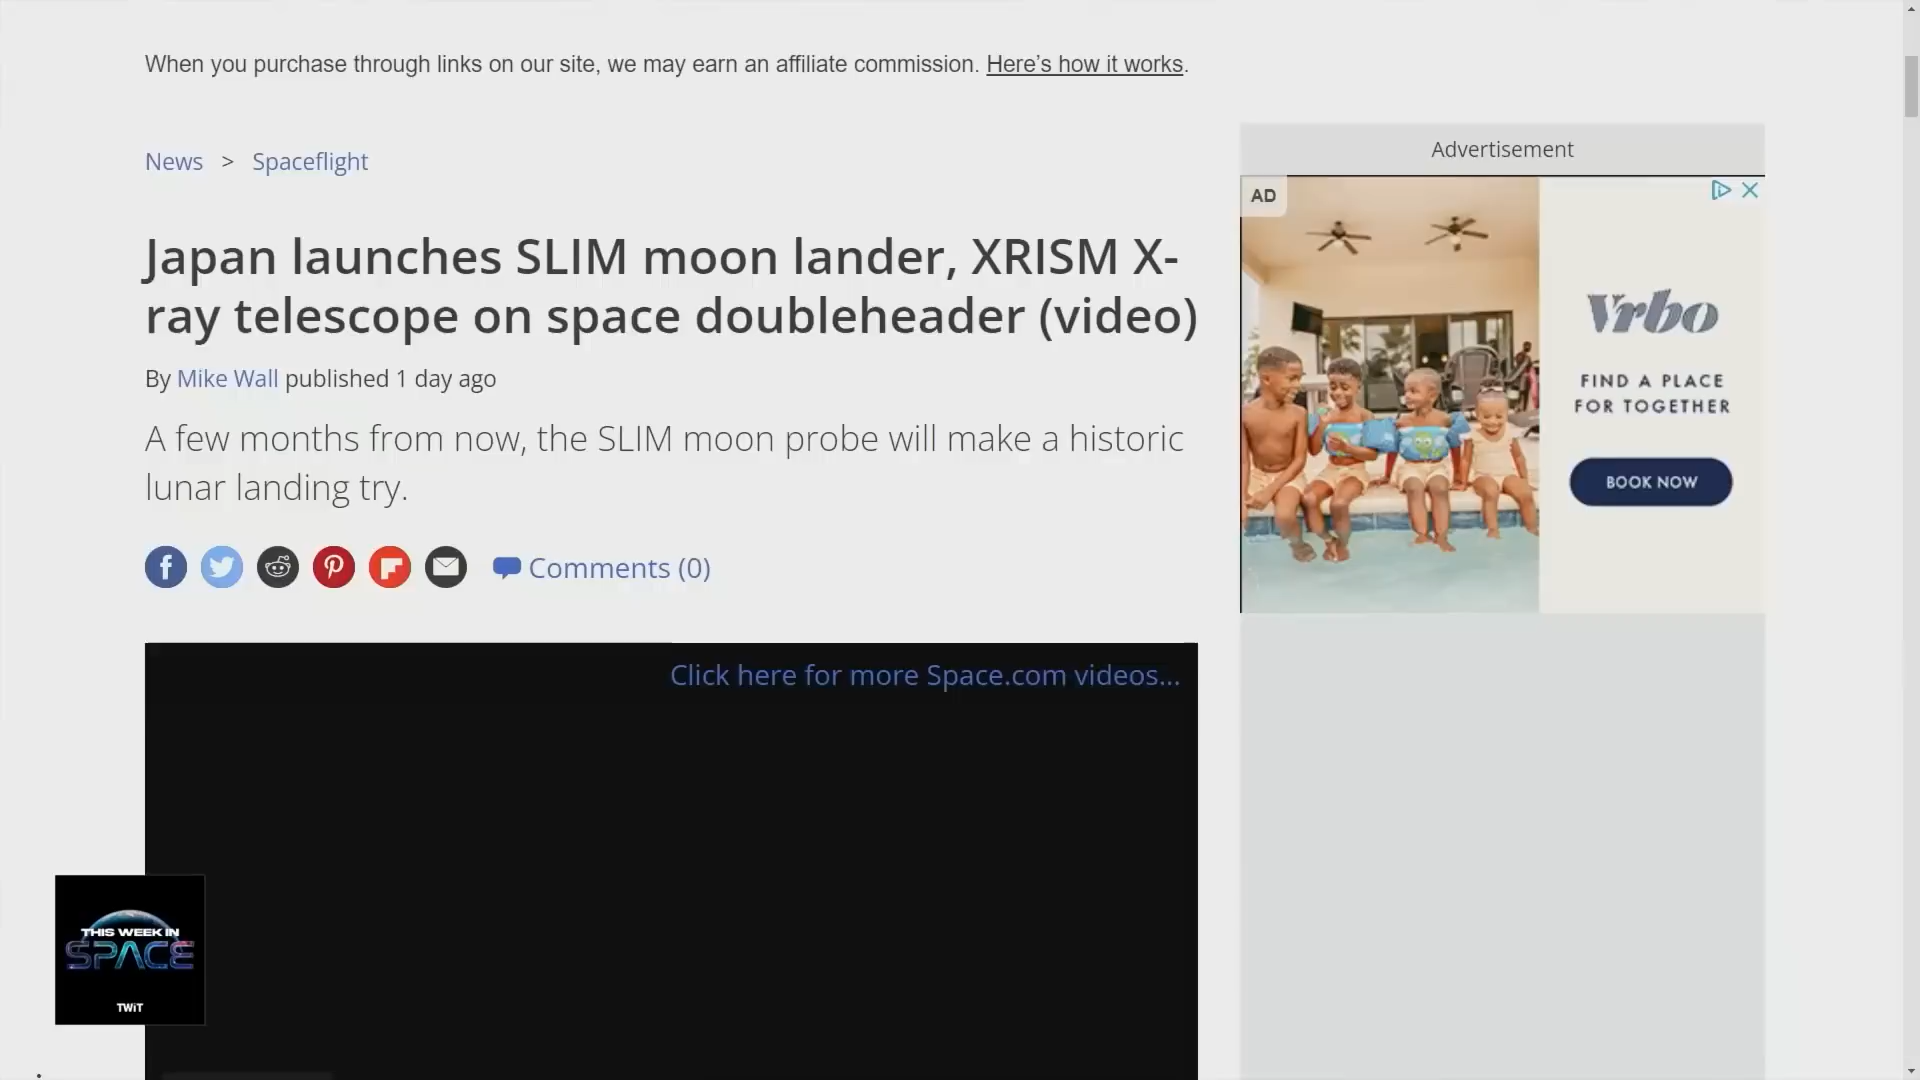 When you purchase through links on our site, we may earn an affiliate commission. Here’s how it works.
News > Spaceflight
Japan launches SLIM moon lander, XRISM X-
ray telescope on space doubleheader (video)
By Mike Wall published 1 day ago
A few months from now, the SLIM moon probe will make a historic
lunar landing try.
Comments (0)
Click here for more Space.com videos...
Advertisement
AD
Vrbo
FIND A PLACE
FOR TOGETHER
BOOK NOW
THIS WEEK IN
SPACE
TWiT